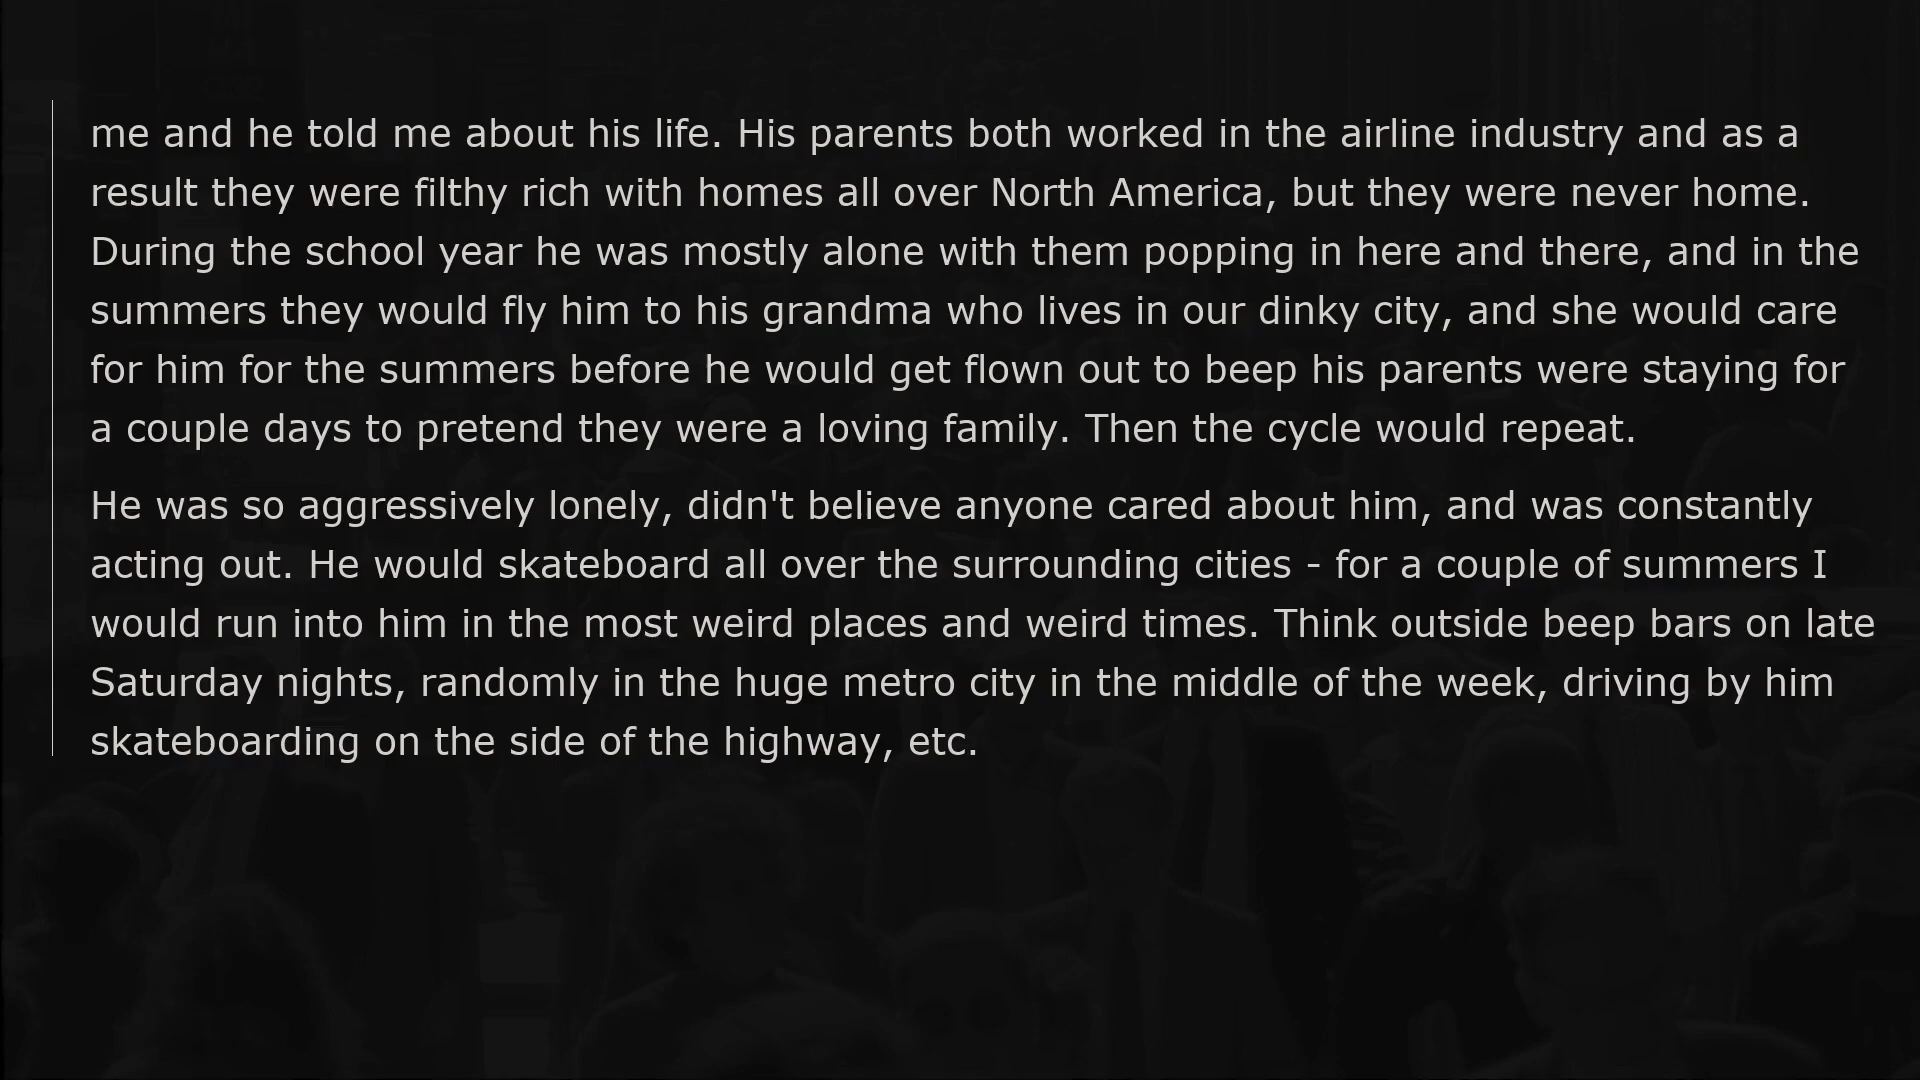 me and he told me about his life. His parents both worked in the airline industry and as a
result they were filthy rich with homes all over North America, but they were never home.
During the school year he was mostly alone with them popping in here and there, and in the
summers they would fly him to his grandma who lives in our dinky city, and she would care
for him for the summers before he would get flown out to beep his parents were staying for
a couple days to pretend they were a loving family. Then the cycle would repeat.
He was so aggressively lonely, didn't believe anyone cared about him, and was constantly
acting out. He would skateboard all over the surrounding cities - for a couple of summers I
would run into him in the most weird places and weird times. Think outside beep bars on late
Saturday nights, randomly in the huge metro city in the middle of the week, driving by him
skateboarding on the side of the highway, etc.